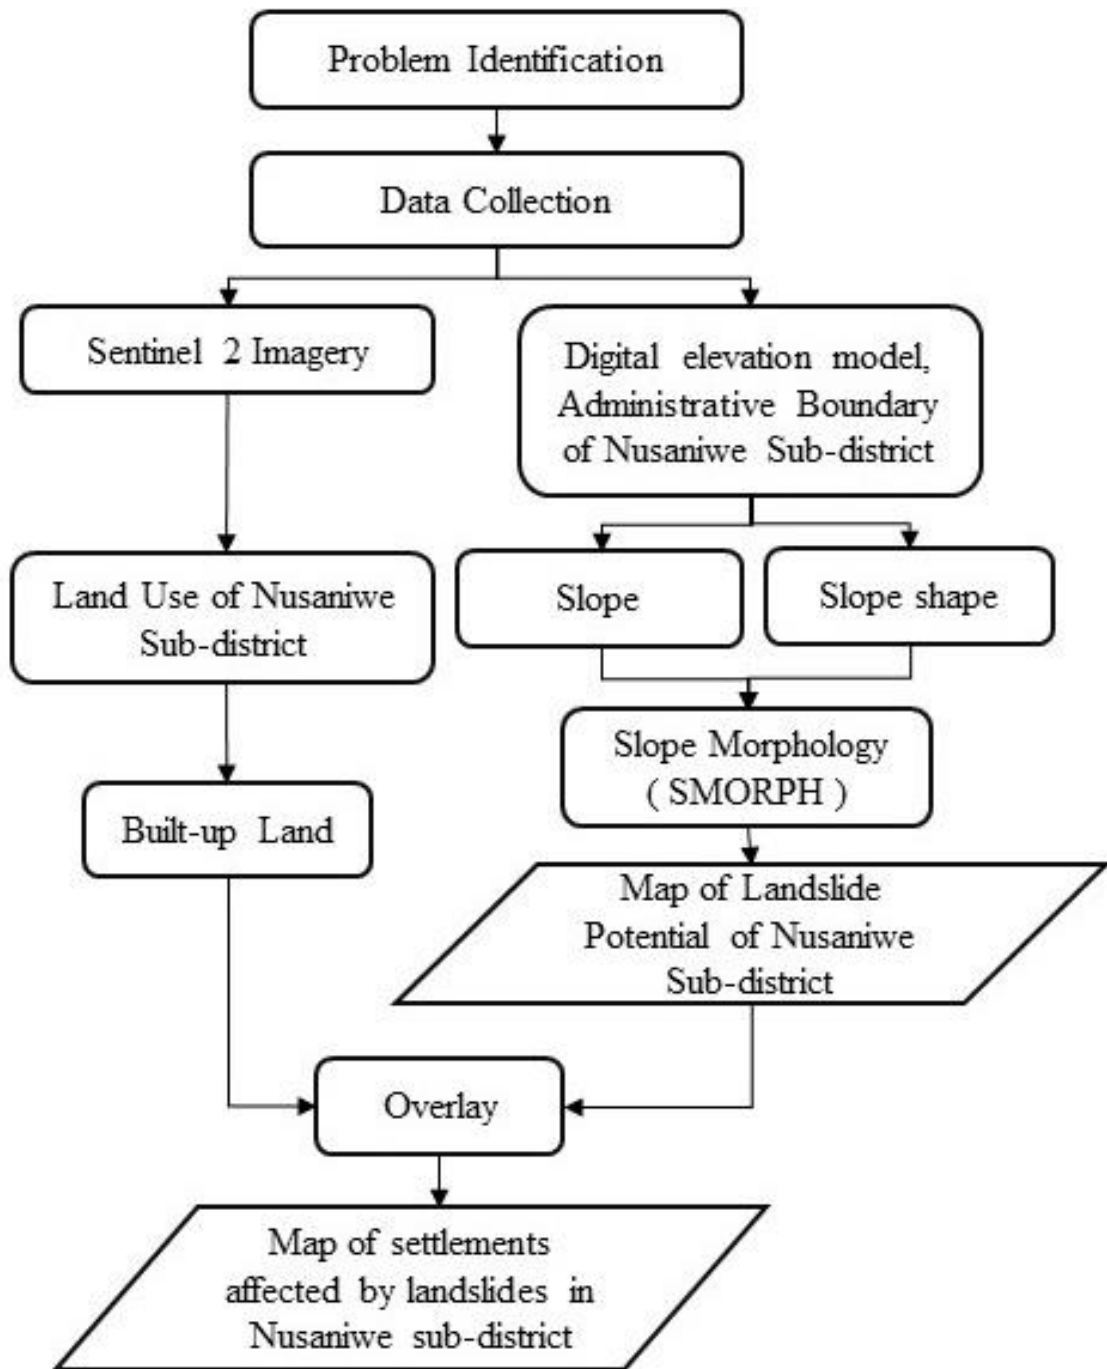 Problem Identification
Data Collection
Sentinel 2 Imagery
Digital elevation model,
Administrative Boundary
of Nusaniwe Sub-district
Land Use of Nusaniwe
Sub-district
Slope
Slope shape
Slope Morphology
( SMORPH )
Built-up Land
Map of Landslide
Potential of Nusaniwe
Sub-district
Overlay
Map of settlements
affected by landslides in
Nusaniwe sub-district